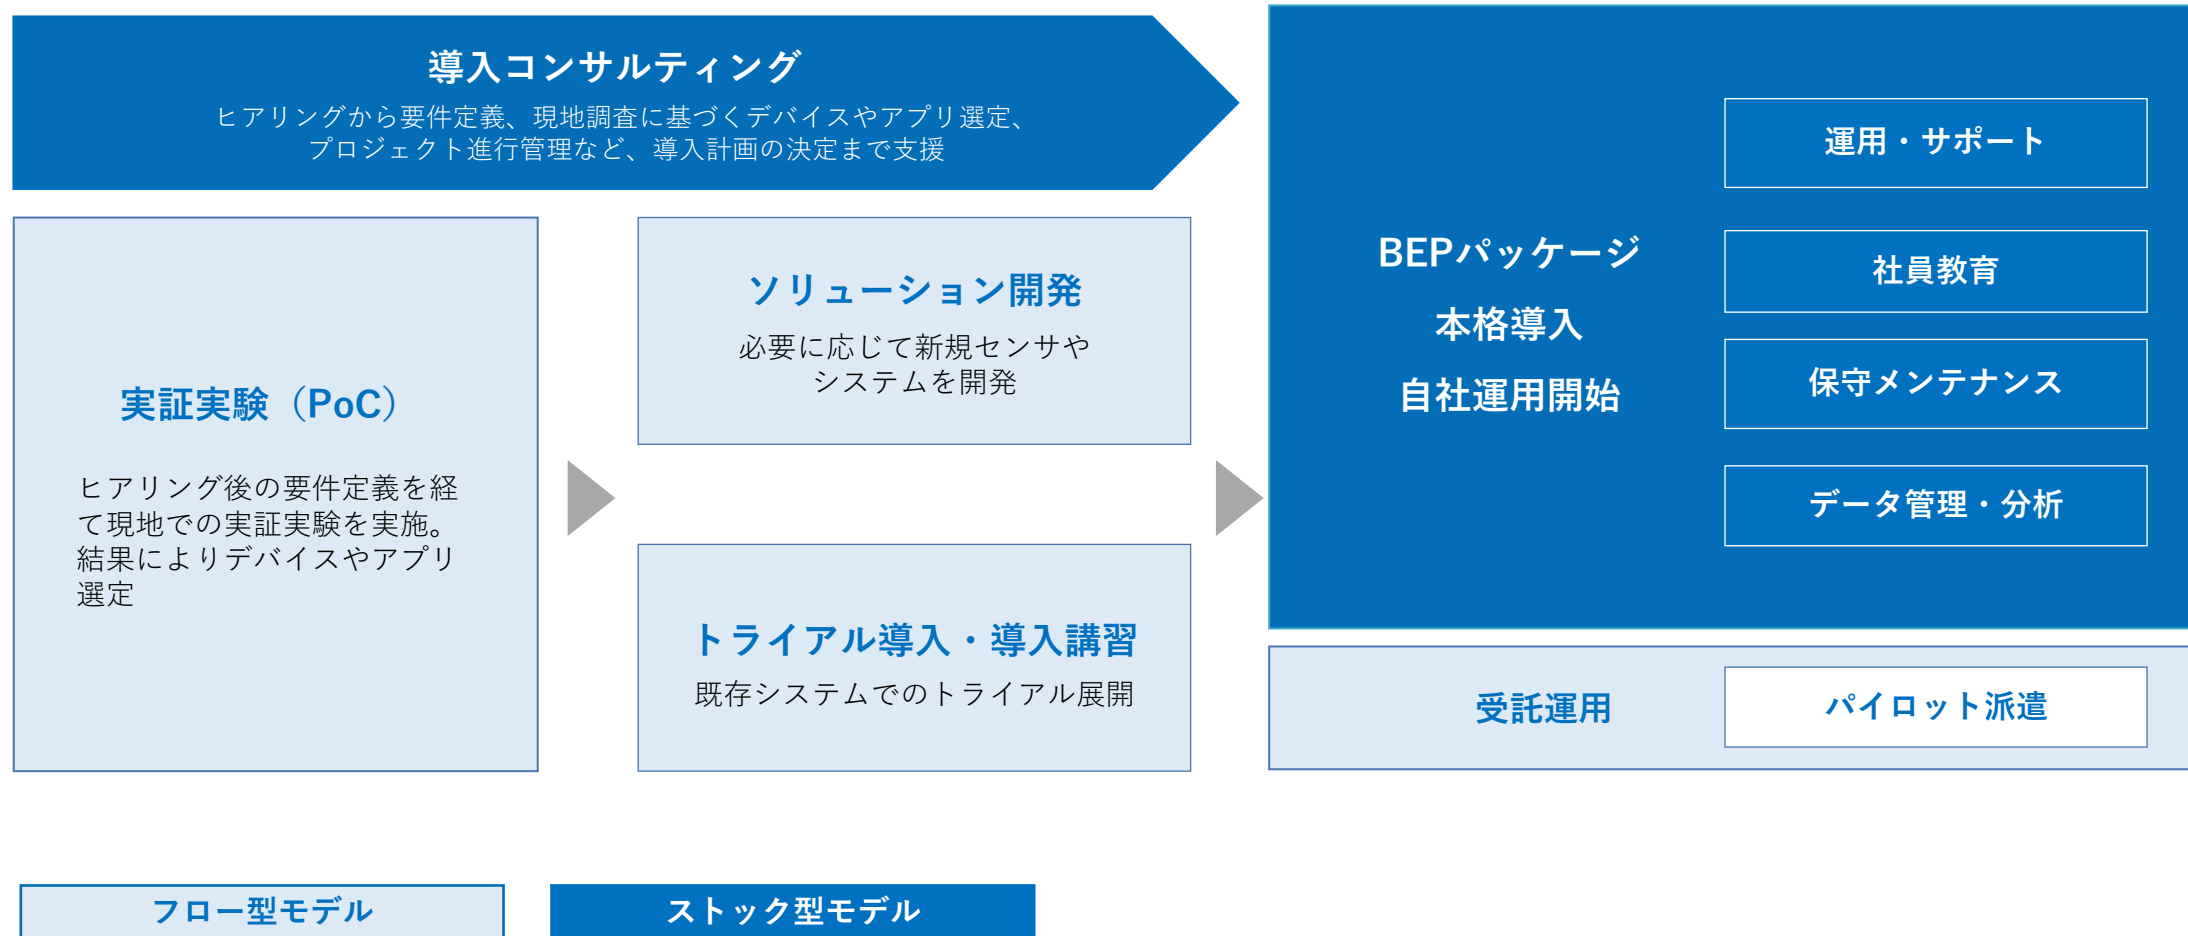 導入コンサルティング
ヒアリングから要件定義、現地調査に基づくデバイスやアプリ選定、
プロジェクト進行管理など、導入計画の決定まで支援
実証実験（PoC）
ヒアリング後の要件定義を経
て現地での実証実験を実施。
結果によりデバイスやアプリ
選定
ソリューション開発
必要に応じて新規センサや
システムを開発
トライアル導入・導入講習
既存システムでのトライアル展開
BEPパッケージ
本格導入
自社運用開始
運用・サポート
社員教育
保守メンテナンス
データ管理・分析
受託運用
パイロット派遣
フロー型モデル
ストック型モデル